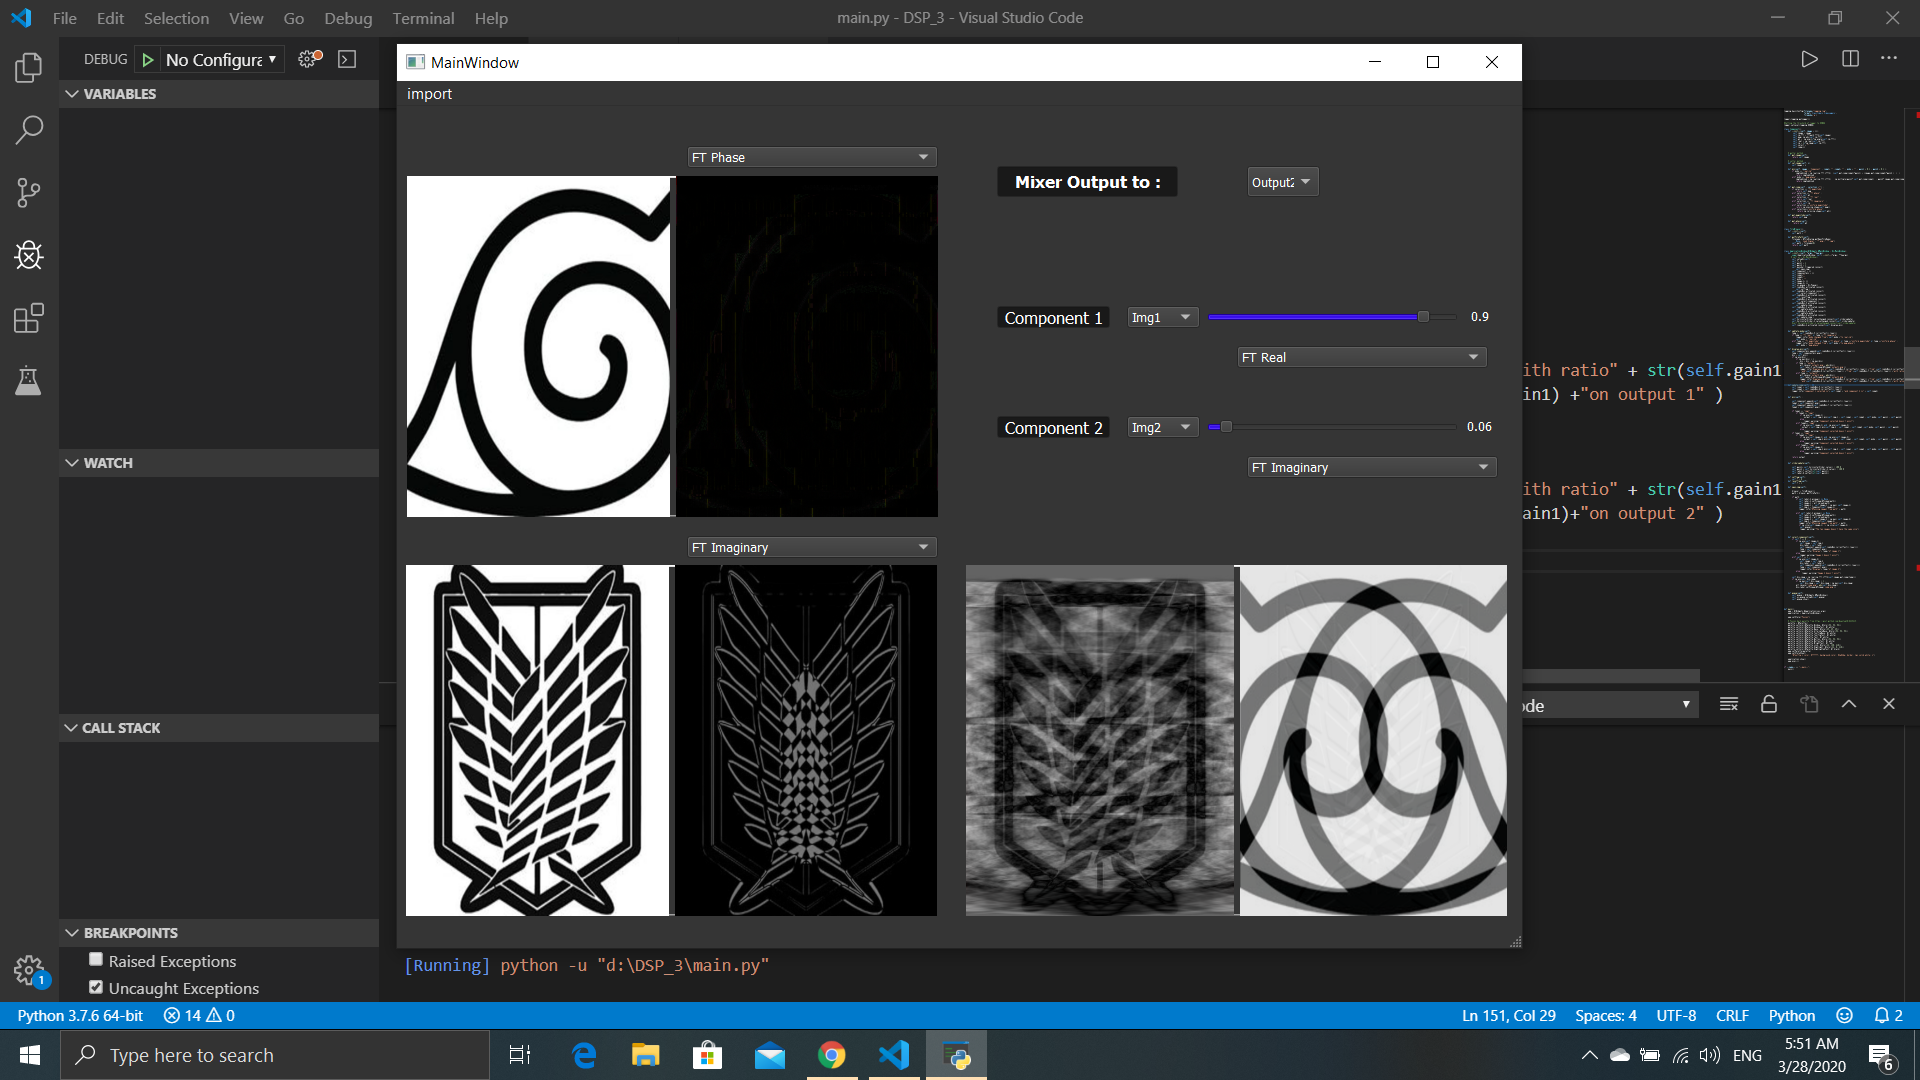 File Edit Selection View Go Debug Terminal Help
main.py - DSP_3 - Visual Studio Code
DEBUG No Configura
VARIABLES
WATCH
CALL STACK
BREAKPOINTS
Raised Exceptions
Uncaught Exceptions
MainWindow
import
FT Phase
Mixer Output to :
Output2
Component 1 Img1 0.9
FT Real
Component 2 Img2 0.06
FT Imaginary
FT Imaginary
ith ratio" + str(self.gain1
in1) +"on output 1" )
ith ratio" + str(self.gain1
ain1)+"on output 2" )
ode
[Running] python -u "d:\DSP_3\main.py"
1
Python 3.7.6 64-bit 14 0
Ln 151, Col 29 Spaces: 4 UTF-8 CRLF Python 2
Type here to search
ENG
5:51 AM
3/28/2020
6